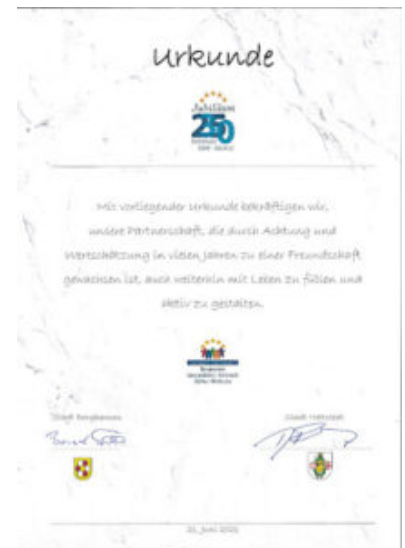 Urkunde
Jubiläum
250
Mit vorliegender Urkunde bekräftigen wir,
unsere Partnerschaft, die durch Achtung und
Wertschätzung in vielen Jahren zu einer Freundschaft
gewachsen ist, auch weiterhin mit Leben zu füllen und
aktiv zu gestalten.
Stadt Bergkamen
Stadt Hettstedt